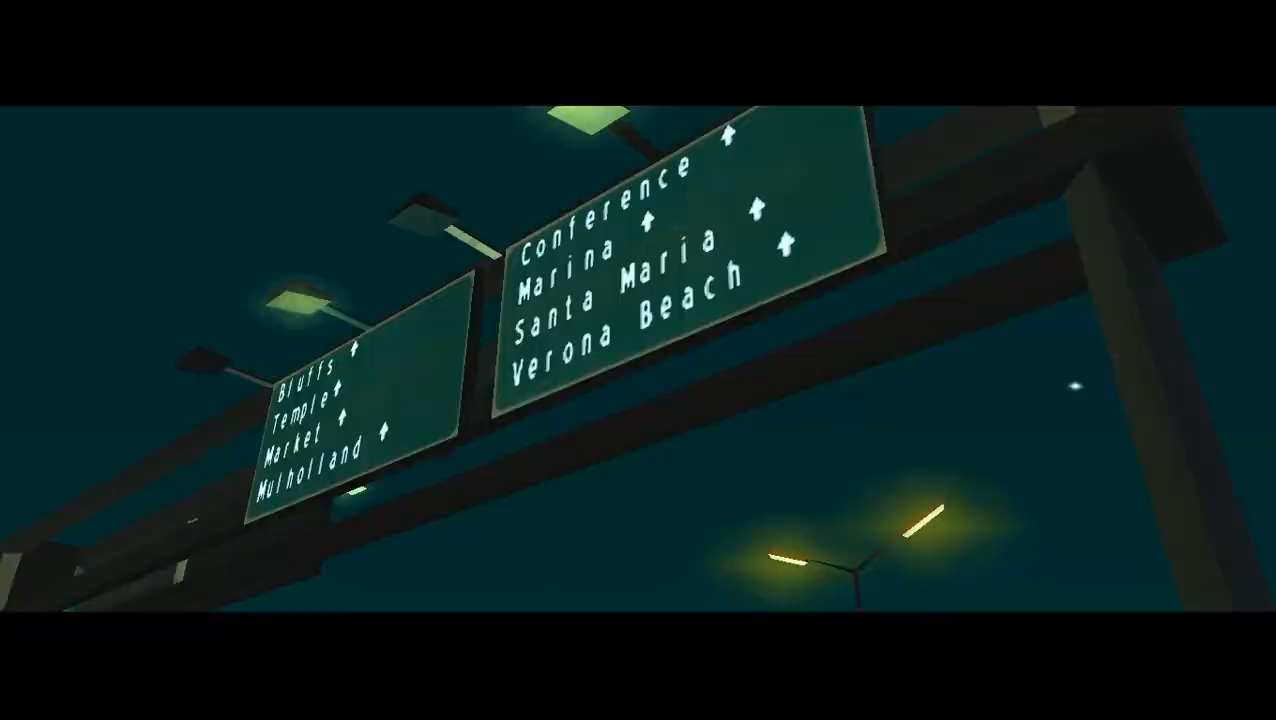 Bluffs ↑
Temple ↑
Market ↑
Mulholland ↑
Conference ↑
Marina ↑
Santa Maria ↑
Verona Beach ↑